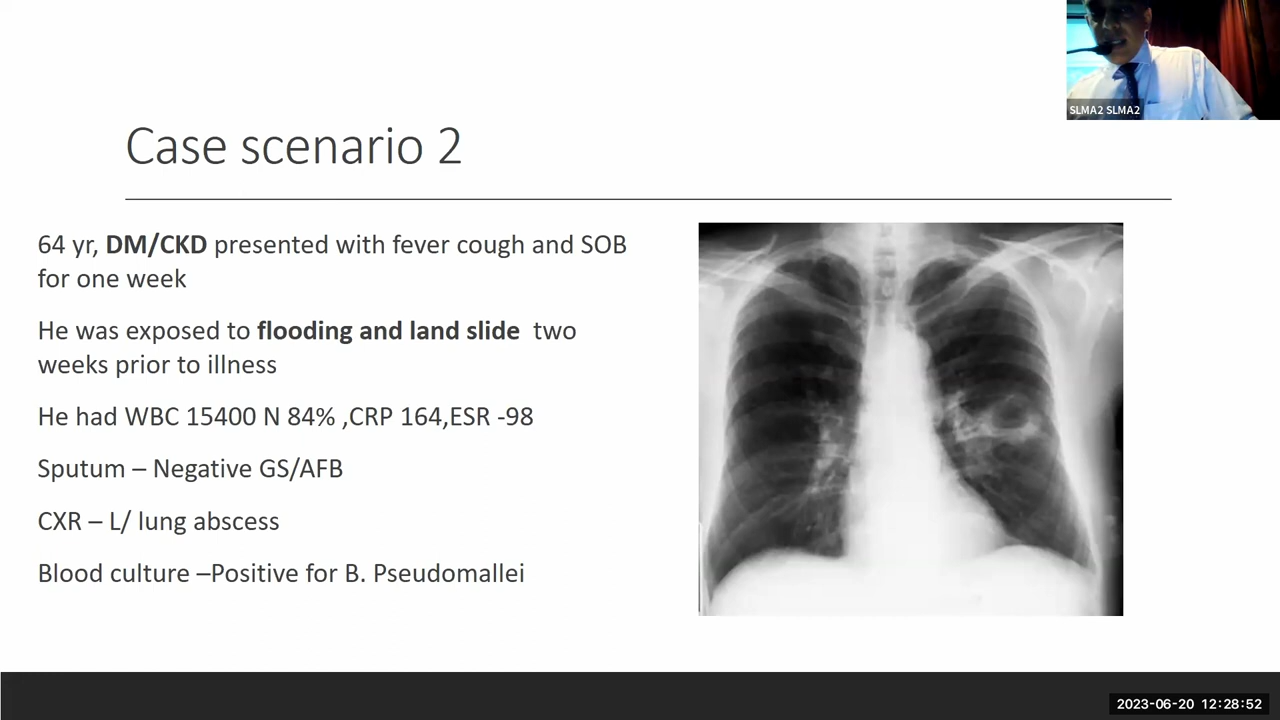 SLMA2 SLMA2
Case scenario 2
64 yr, DM/CKD presented with fever cough and SOB
for one week
He was exposed to flooding and land slide two
weeks prior to illness
He had WBC 15400 N 84% ,CRP 164,ESR -98
Sputum – Negative GS/AFB
CXR – L/ lung abscess
Blood culture –Positive for B. Pseudomallei
2023-06-20 12:28:52